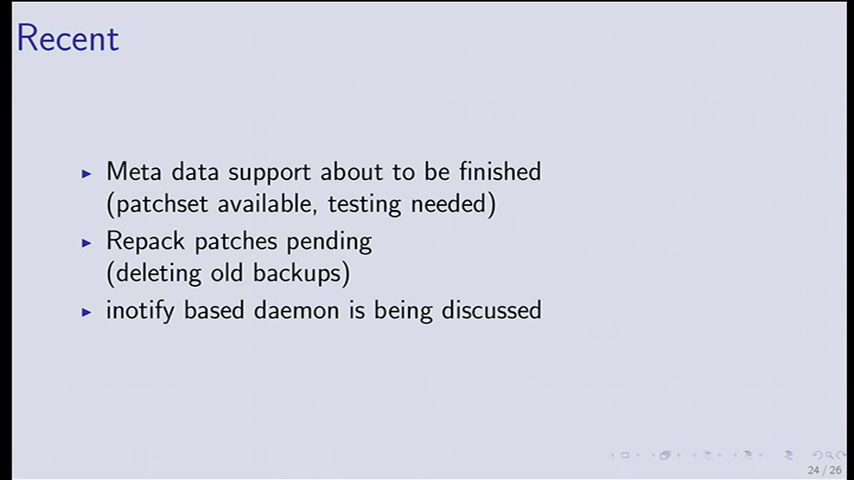 Recent
Meta data support about to be finished
(patchset available, testing needed)
Repack patches pending
(deleting old backups)
inotify based daemon is being discussed
24 / 26